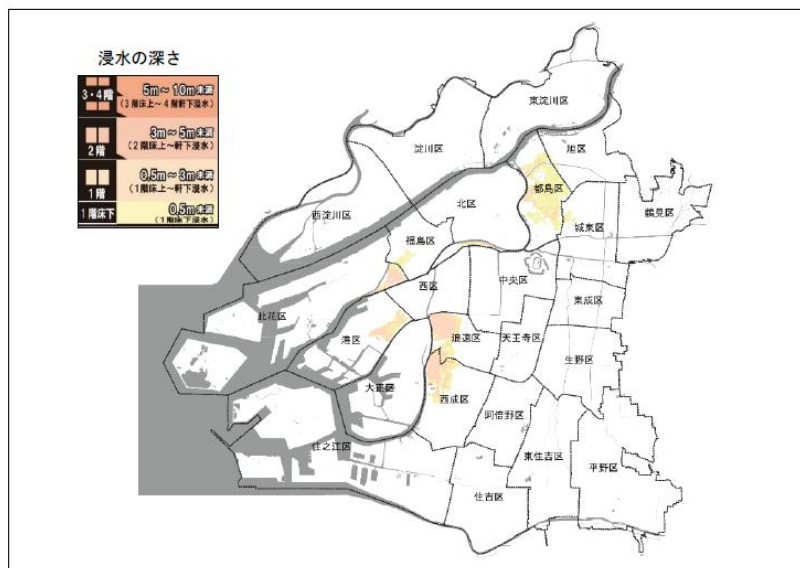 浸水の深さ
3・4階
5m～10m未満
(3階床上～4階軒下浸水)
2階
3m～5m未満
(2階床上～軒下浸水)
1階
0.5m～3m未満
(1階床上～軒下浸水)
1階床下
0.5m未満
(1階床下浸水)
東淀川区
淀川区
旭区
都島区
北区
鶴見区
西淀川区
城東区
福島区
西区
中央区
東成区
此花区
港区
浪速区
天王寺区
生野区
大正区
西成区
阿倍野区
住之江区
東住吉区
平野区
住吉区